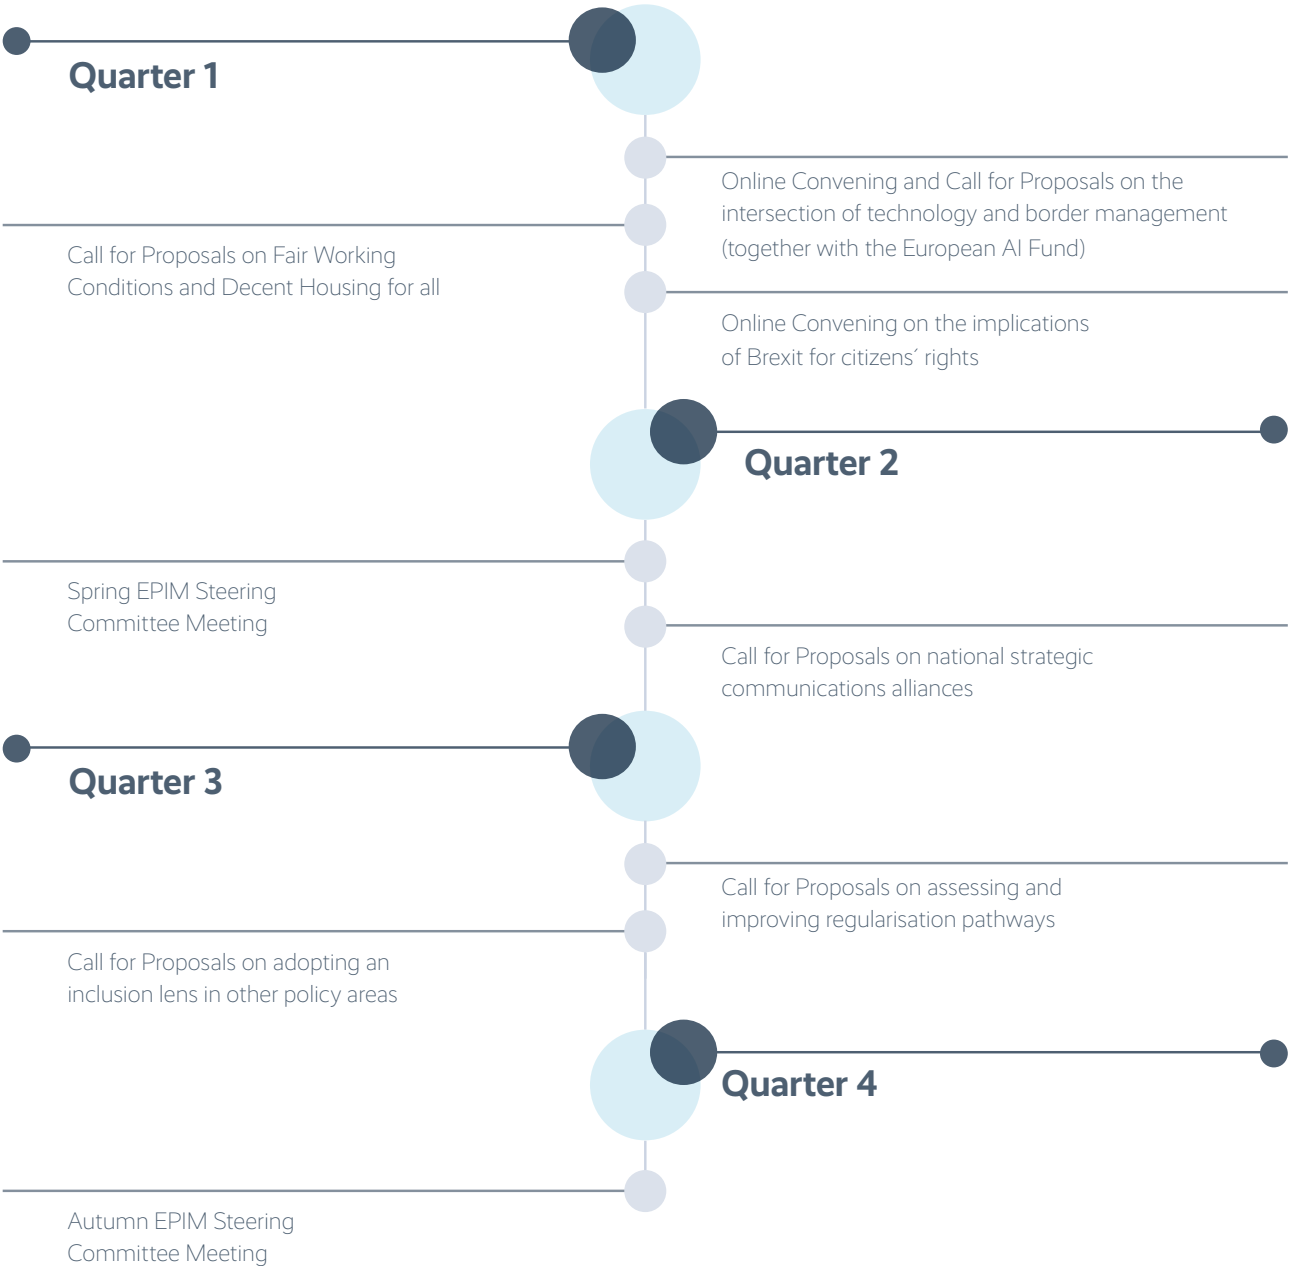 Quarter 1
Online Convening and Call for Proposals on the
intersection of technology and border management
(together with the European AI Fund)
Call for Proposals on Fair Working
Conditions and Decent Housing for all
Online Convening on the implications
of Brexit for citizens´ rights
Quarter 2
Spring EPIM Steering
Committee Meeting
Call for Proposals on national strategic
communications alliances
Quarter 3
Call for Proposals on assessing and
improving regularisation pathways
Call for Proposals on adopting an
inclusion lens in other policy areas
Quarter 4
Autumn EPIM Steering
Committee Meeting